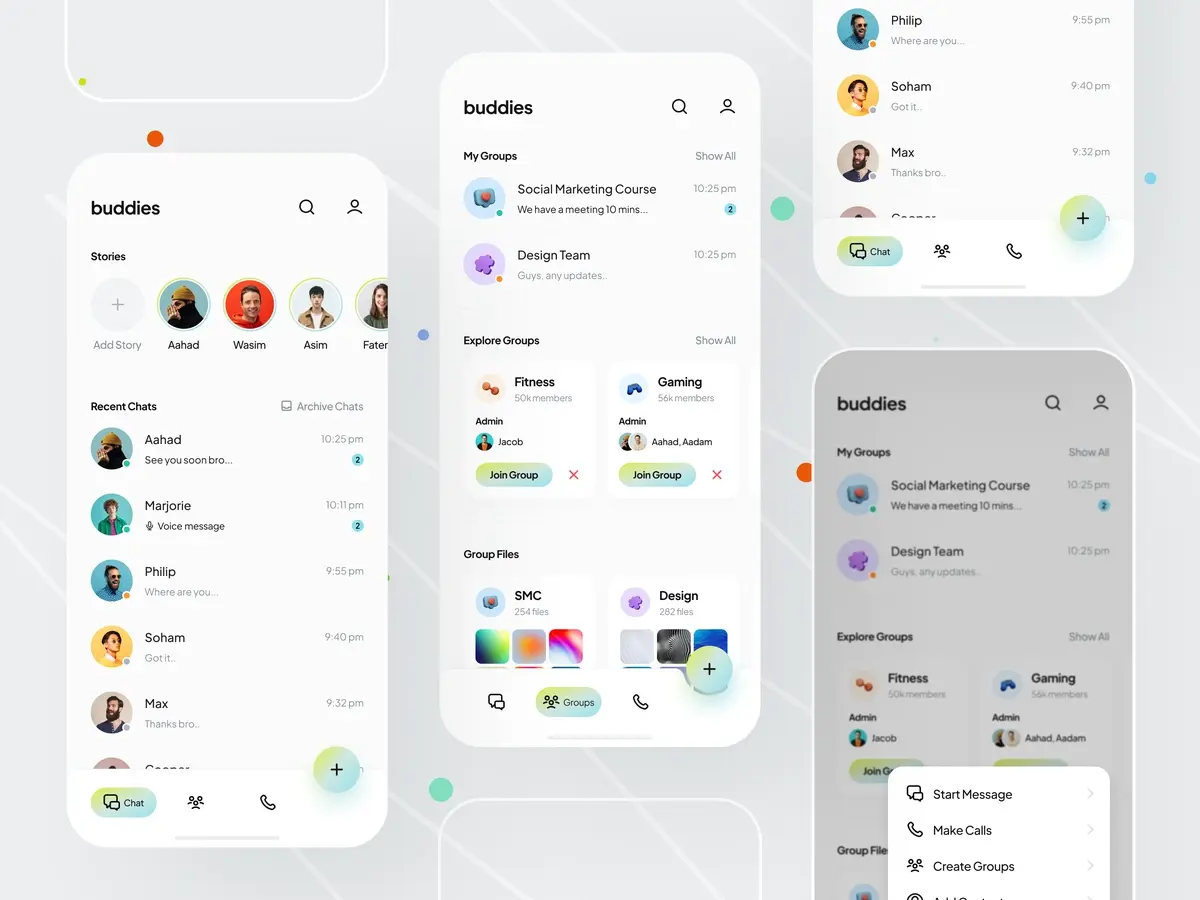 buddies
Stories
Add Story
Aahad
Wasim
Asim
Recent Chats
Archive Chats
Aahad
10:25 pm
See you soon bro...
2
Marjorie
10:11 pm
Voice message
2
Philip
9:55 pm
Where are you...
Soham
9:40 pm
Got it..
Max
9:32 pm
Thanks bro..
Chat
buddies
My Groups
Show All
Social Marketing Course
10:25 pm
We have a meeting 10 mins...
2
Design Team
10:25 pm
Guys, any updates..
Explore Groups
Show All
Fitness
50k members
Admin
Jacob
Join Group
Gaming
56k members
Admin
Aahad, Aadam
Join Group
Group Files
SMC
254 files
Design
282 files
Groups
Philip
9:55 pm
Where are you...
Soham
9:40 pm
Got it..
Max
9:32 pm
Thanks bro..
Chat
buddies
My Groups
Show All
Social Marketing Course
10:25 pm
We have a meeting 10 mins...
2
Design Team
10:25 pm
Guys, any updates..
Explore Groups
Show All
Fitness
50k members
Admin
Jacob
Gaming
56k members
Admin
Aahad, Aadam
Group
Start Message
Make Calls
Create Groups